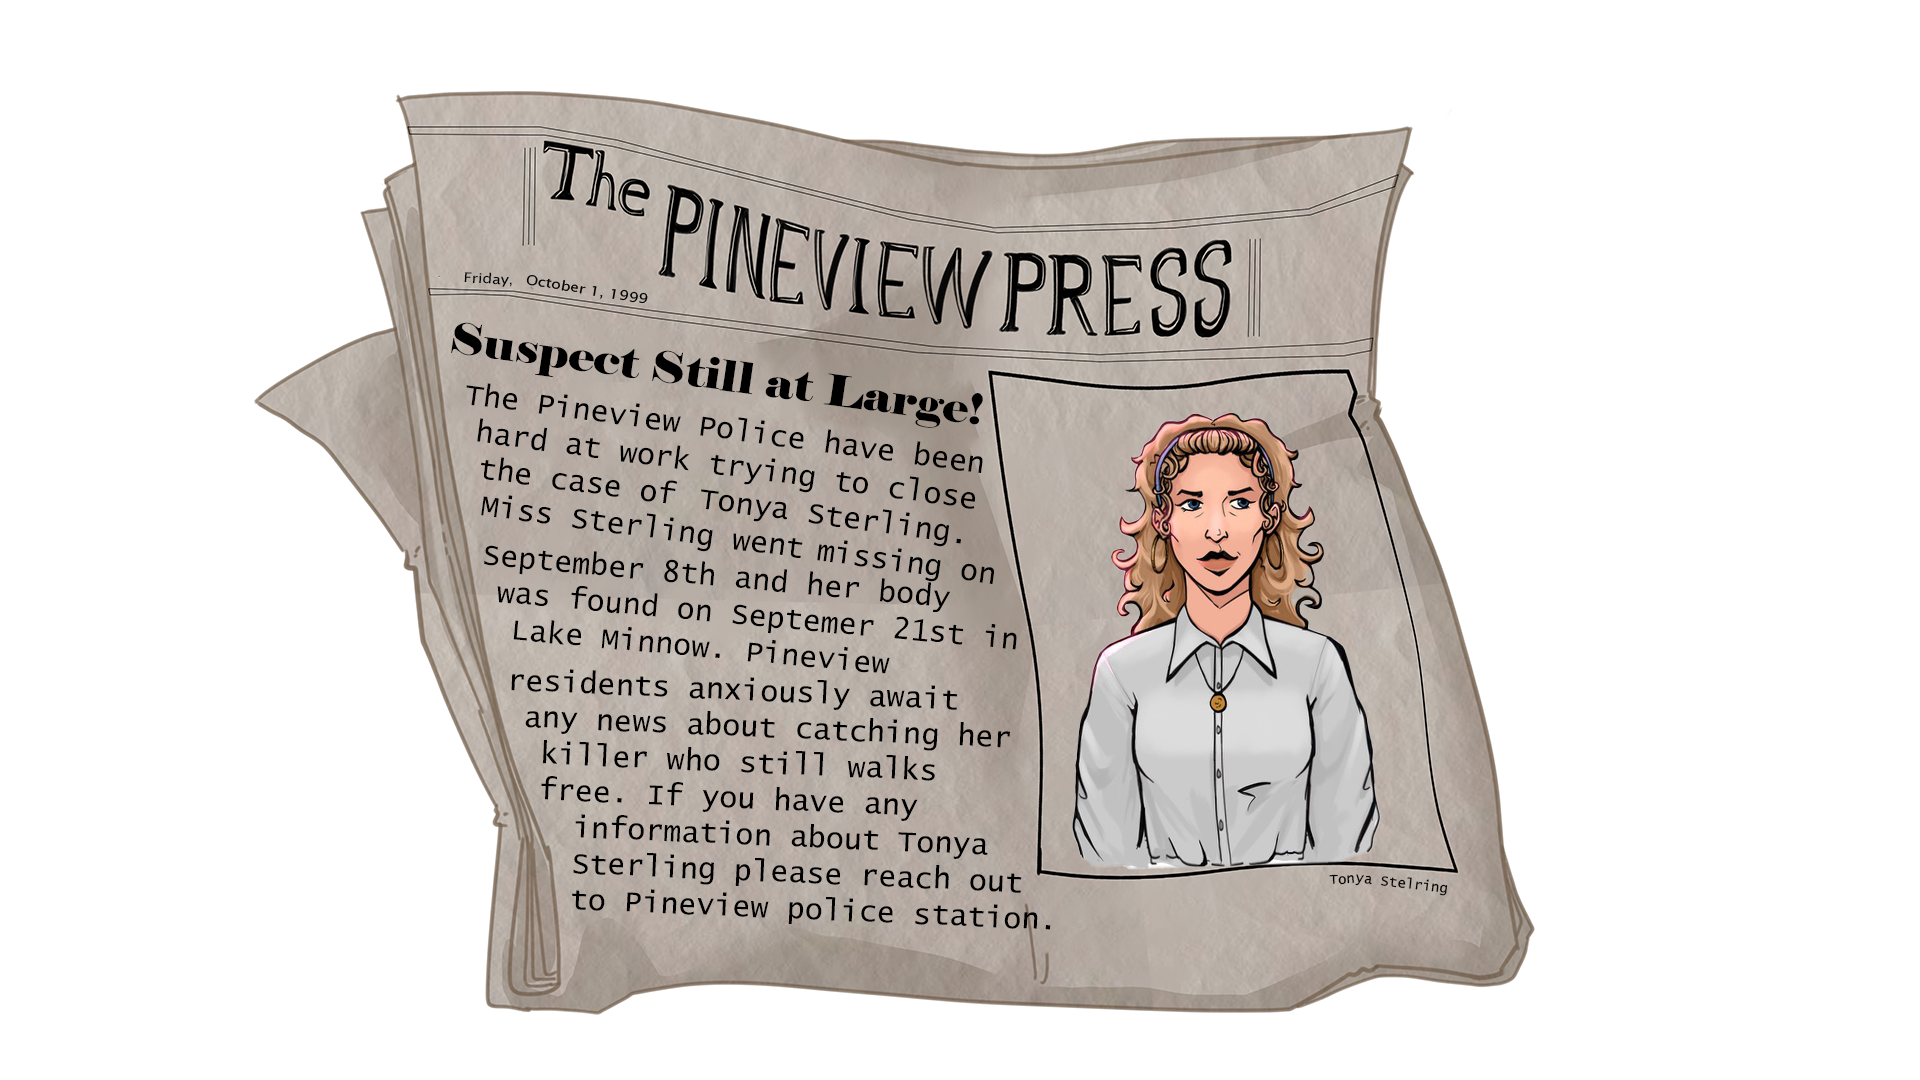 The PINEVIEW PRESS
Friday, October 1, 1999
Suspect Still at Large!
The Pineview Police have been
hard at work trying to close
the case of Tonya Sterling.
Miss Sterling went missing on
September 8th and her body
was found on Septemer 21st in
Lake Minnow. Pineview
residents anxiously await
any news about catching her
killer who still walks
free. If you have any
information about Tonya
Sterling please reach out
to Pineview police station.
Tonya Stelring